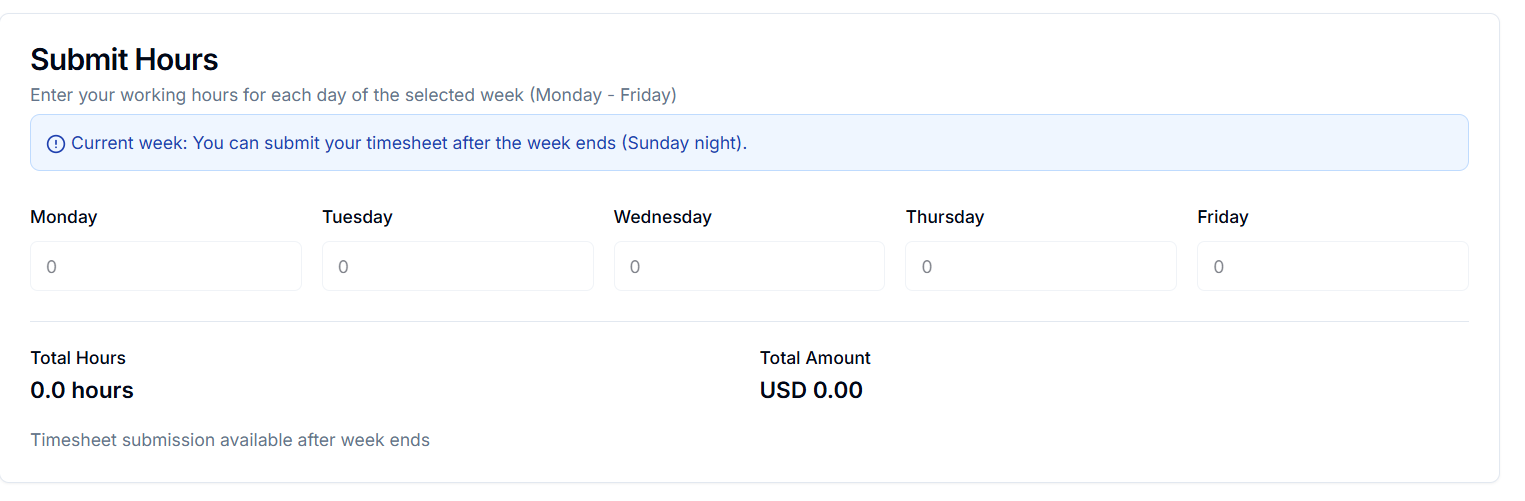 Submit Hours
Enter your working hours for each day of the selected week (Monday - Friday)
Current week: You can submit your timesheet after the week ends (Sunday night).
Monday Tuesday Wednesday Thursday Friday
0 0 0 0 0
Total Hours Total Amount
0.0 hours USD 0.00
Timesheet submission available after week ends